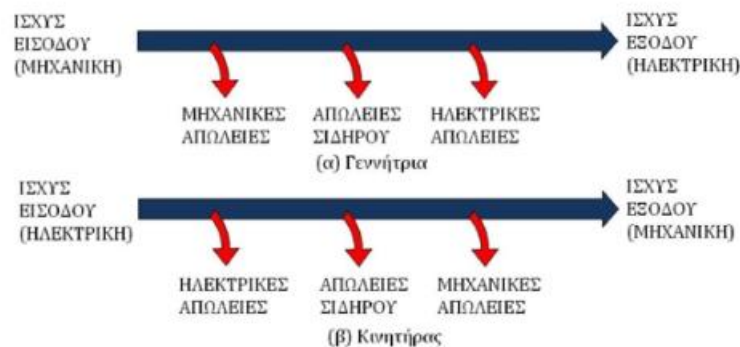 ΙΣΧΥΣ
ΕΙΣΟΔΟΥ
(ΜΗΧΑΝΙΚΗ)
ΙΣΧΥΣ
ΕΞΟΔΟΥ
(ΗΛΕΚΤΡΙΚΗ)
ΜΗΧΑΝΙΚΕΣ
ΑΠΩΛΕΙΕΣ
ΑΠΩΛΕΙΕΣ
ΣΙΔΗΡΟΥ
ΗΛΕΚΤΡΙΚΕΣ
ΑΠΩΛΕΙΕΣ
(α) Γεννήτρια
ΙΣΧΥΣ
ΕΙΣΟΔΟΥ
(ΗΛΕΚΤΡΙΚΗ)
ΙΣΧΥΣ
ΕΞΟΔΟΥ
(ΜΗΧΑΝΙΚΗ)
ΗΛΕΚΤΡΙΚΕΣ
ΑΠΩΛΕΙΕΣ
ΑΠΩΛΕΙΕΣ
ΣΙΔΗΡΟΥ
ΜΗΧΑΝΙΚΕΣ
ΑΠΩΛΕΙΕΣ
(β) Κινητήρας